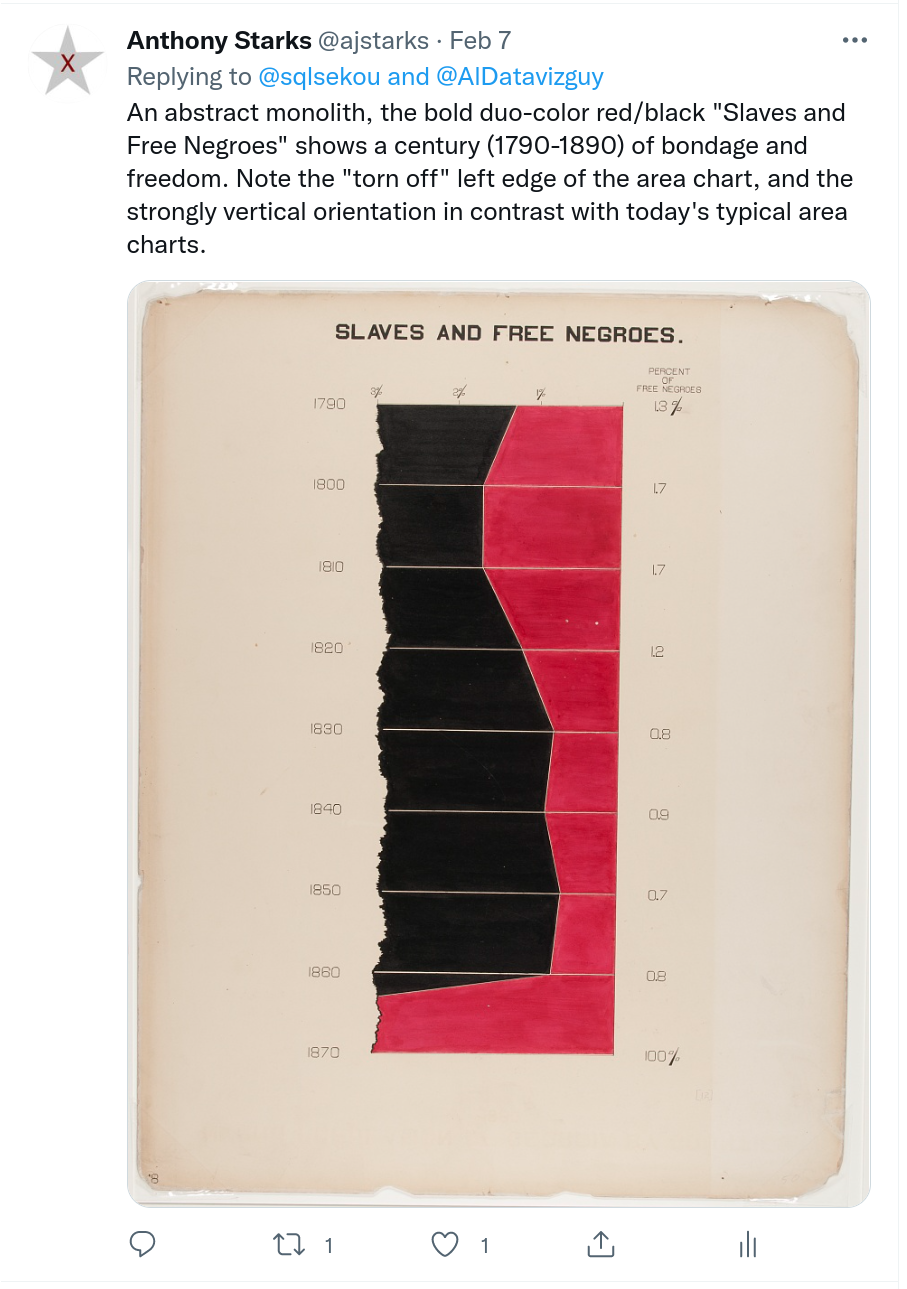 X
Anthony Starks @ajstarks · Feb 7
Replying to @sqlsekou and @AlDatavizguy
An abstract monolith, the bold duo-color red/black "Slaves and
Free Negroes" shows a century (1790-1890) of bondage and
freedom. Note the "torn off" left edge of the area chart, and the
strongly vertical orientation in contrast with today's typical area
charts.
SLAVES AND FREE NEGROES.
PERCENT
OF
FREE NEGROES
3% 2% 1%
1790 1.3%
1800 1.7
1810 1.7
1820 1.2
1830 0.8
1840 0.9
1850 0.7
1860 0.8
1870 100%
1 1